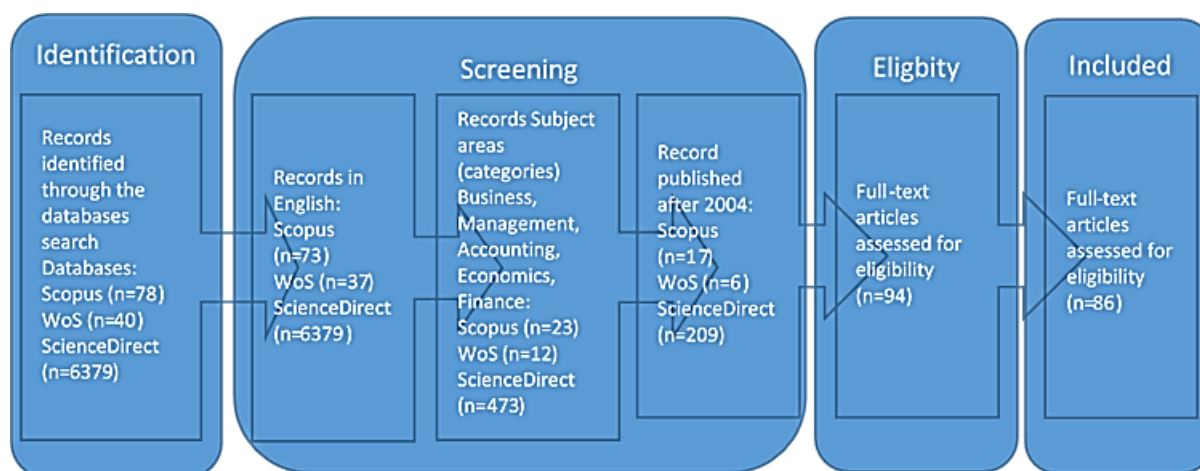 Identification
Records
identified
through the
databases
search
Databases:
Scopus (n=78)
WoS (n=40)
ScienceDirect
(n=6379)
Screening
Records in
English:
Scopus
(n=73)
WoS (n=37)
ScienceDirect
(n=6379)
Records Subject
areas
(categories)
Business,
Management,
Accounting,
Economics,
Finance:
Scopus (n=23)
WoS (n=12)
ScienceDirect
(n=473)
Record
published
after 2004:
Scopus
(n=17)
WoS (n=6)
ScienceDirect
(n=209)
Eligbity
Full-text
articles
assessed for
eligibility
(n=94)
Included
Full-text
articles
assessed for
eligibility
(n=86)